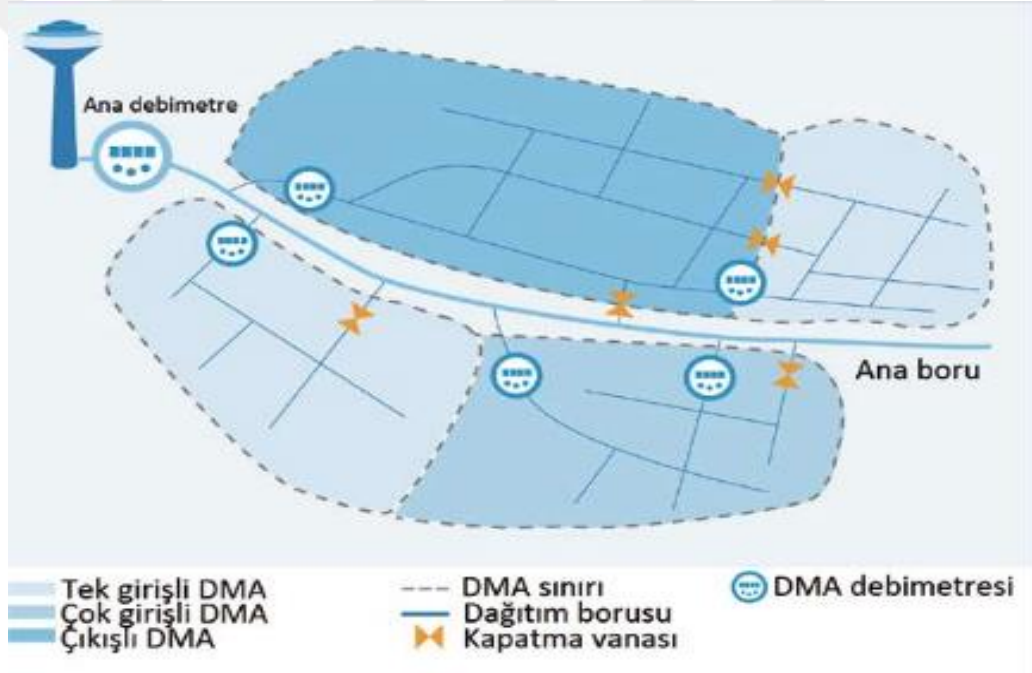 Ana debimetre
Ana boru
Tek girişli DMA
Çok girişli DMA
Çıkışlı DMA
DMA sınırı
Dağıtım borusu
Kapatma vanası
DMA debimetresi